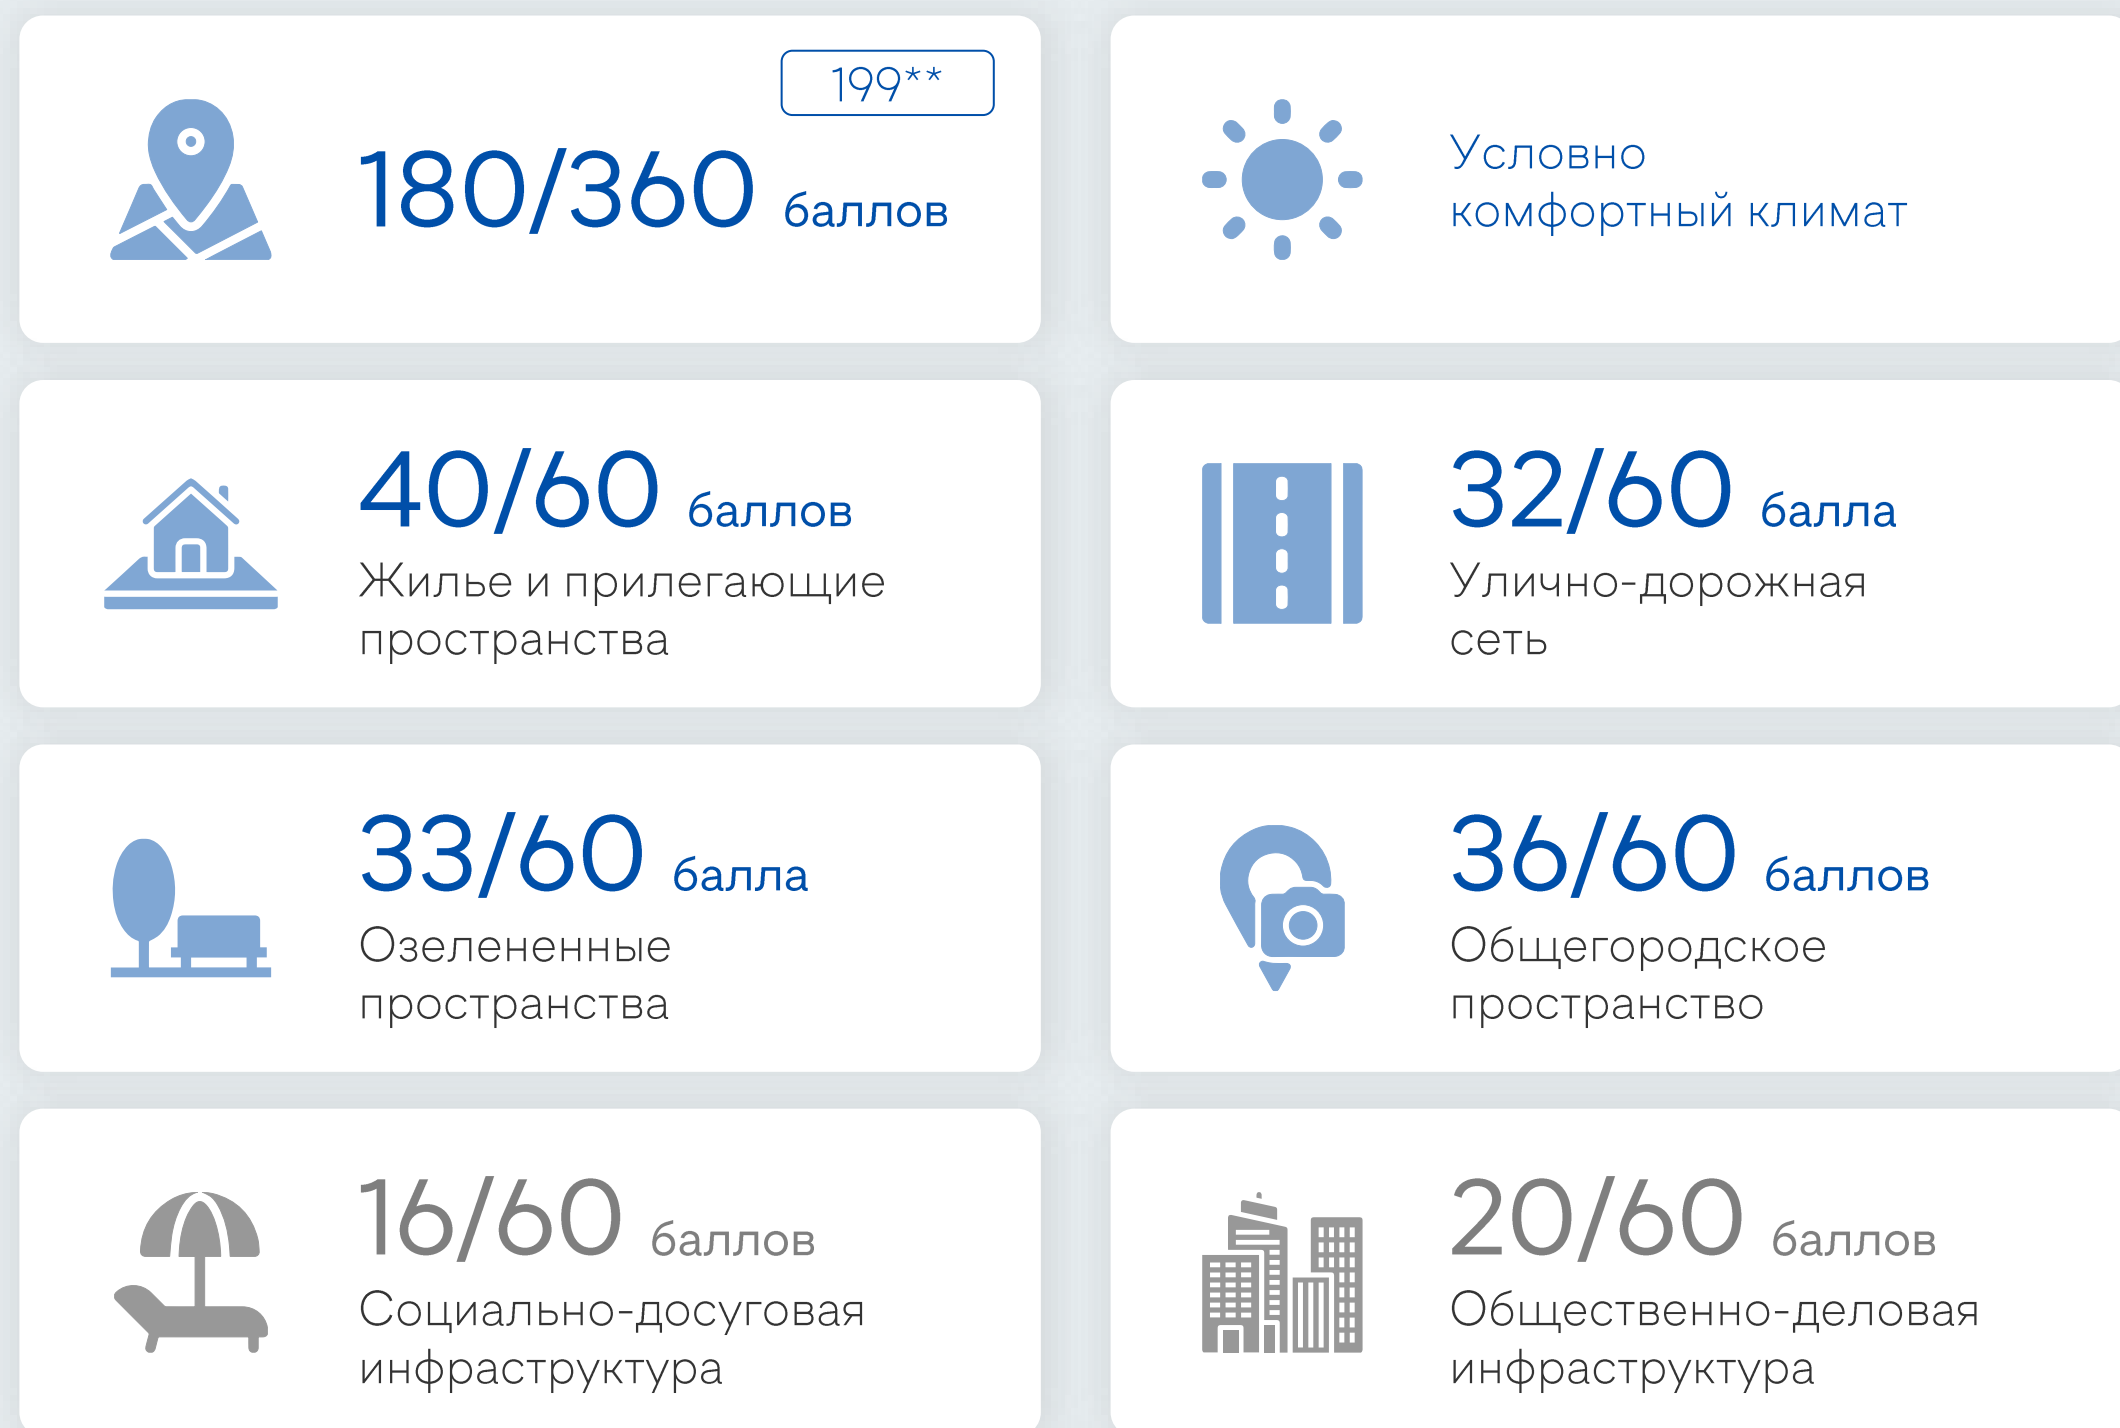 199**
180/360 баллов
Условно
комфортный климат
40/60 баллов
Жилье и прилегающие
пространства
32/60 балла
Улично-дорожная
сеть
33/60 балла
Озелененные
пространства
36/60 баллов
Общегородское
пространство
16/60 баллов
Социально-досуговая
инфраструктура
20/60 баллов
Общественно-деловая
инфраструктура